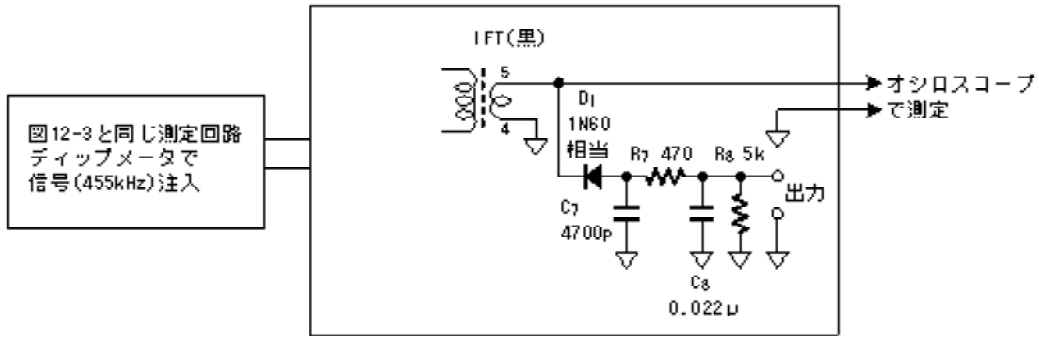 図12-3と同じ測定回路
ディップメータで
信号(455kHz)注入
IFT(黒)
5
4
オシロスコープ
で測定
D1
1N60
相当
R7 470
R8 5k
出力
C7
4700p
C8
0.022μ